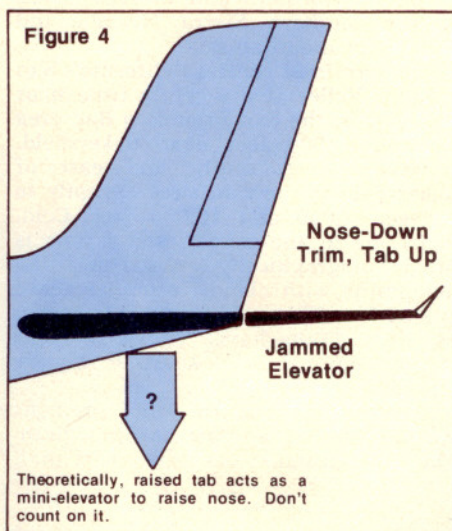 Figure 4
Nose-Down
Trim, Tab Up
Jammed
Elevator
?
Theoretically, raised tab acts as a
mini-elevator to raise nose. Don't
count on it.